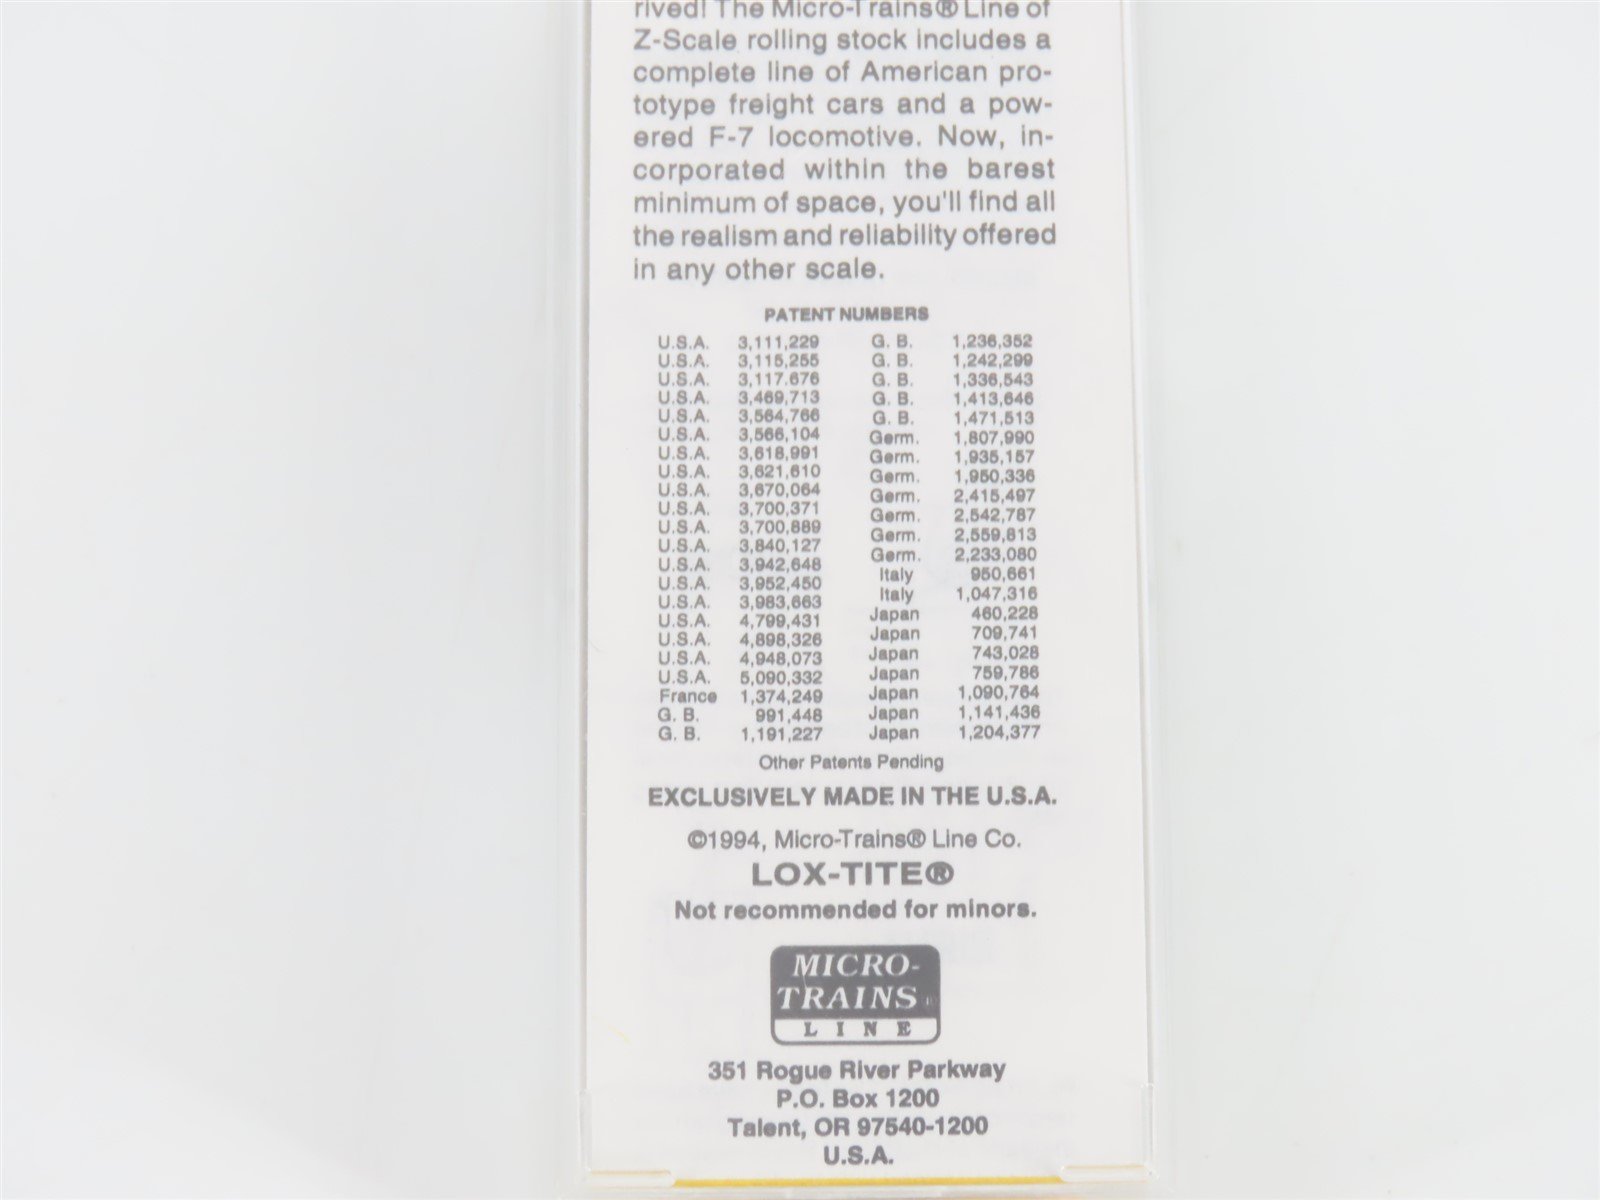 rived! The Micro-Trains® Line of
Z-Scale rolling stock includes a
complete line of American pro-
totype freight cars and a pow-
ered F-7 locomotive. Now, in-
corporated within the barest
minimum of space, you'll find all
the realism and reliability offered
in any other scale.
PATENT NUMBERS
U.S.A. 3,111,229 G. B. 1,236,352
U.S.A. 3,115,255 G. B. 1,242,299
U.S.A. 3,117.676 G. B. 1,336,543
U.S.A. 3,469,713 G. B. 1,413,646
U.S.A. 3,564,766 G. B. 1,471,513
U.S.A. 3,566,104 Germ. 1,807,990
U.S.A. 3,618,991 Germ. 1,935,157
U.S.A. 3,621,610 Germ. 1,950,336
U.S.A. 3,670,064 Germ. 2,415,497
U.S.A. 3,700,371 Germ. 2,542,787
U.S.A. 3,700,889 Germ. 2,559,813
U.S.A. 3,840,127 Germ. 2,233,080
U.S.A. 3,942,648 Italy 950,661
U.S.A. 3,952,450 Italy 1,047,316
U.S.A. 3,983,663 Japan 460,228
U.S.A. 4,799,431 Japan 709,741
U.S.A. 4,898,326 Japan 743,028
U.S.A. 4,948,073 Japan 759,786
U.S.A. 5,090,332 Japan 1,090,764
France 1,374,249 Japan 1,141,436
G. B. 991,448 Japan 1,204,377
G. B. 1,191,227
Other Patents Pending
EXCLUSIVELY MADE IN THE U.S.A.
©1994, Micro-Trains® Line Co.
LOX-TITE®
Not recommended for minors.
MICRO-
TRAINS
LINE
351 Rogue River Parkway
P.O. Box 1200
Talent, OR 97540-1200
U.S.A.